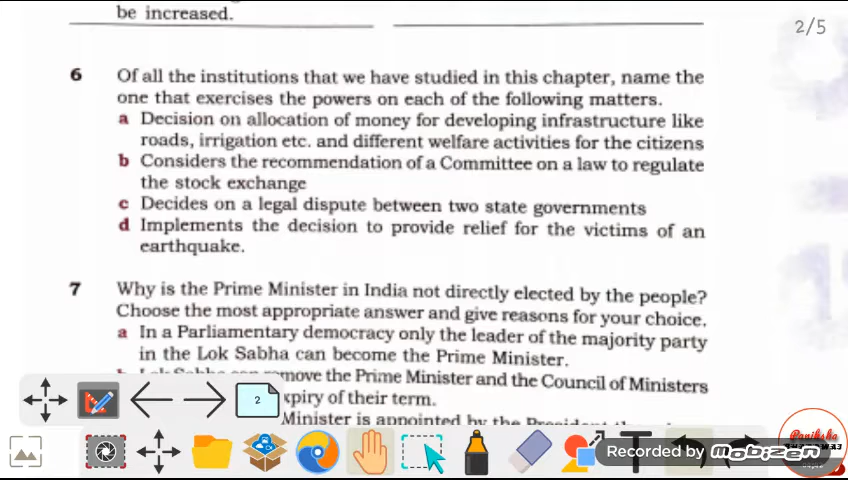 be increased.
2/5
6 Of all the institutions that we have studied in this chapter, name the
one that exercises the powers on each of the following matters.
a Decision on allocation of money for developing infrastructure like
roads, irrigation etc. and different welfare activities for the citizens
b Considers the recommendation of a Committee on a law to regulate
the stock exchange
c Decides on a legal dispute between two state governments
d Implements the decision to provide relief for the victims of an
earthquake.
7 Why is the Prime Minister in India not directly elected by the people?
Choose the most appropriate answer and give reasons for your choice.
a In a Parliamentary democracy only the leader of the majority party
in the Lok Sabha can become the Prime Minister.
Lok Sabha can remove the Prime Minister and the Council of Ministers
xpiry of their term.
Minister is appointed by the
2
T
Recorded by mobizen